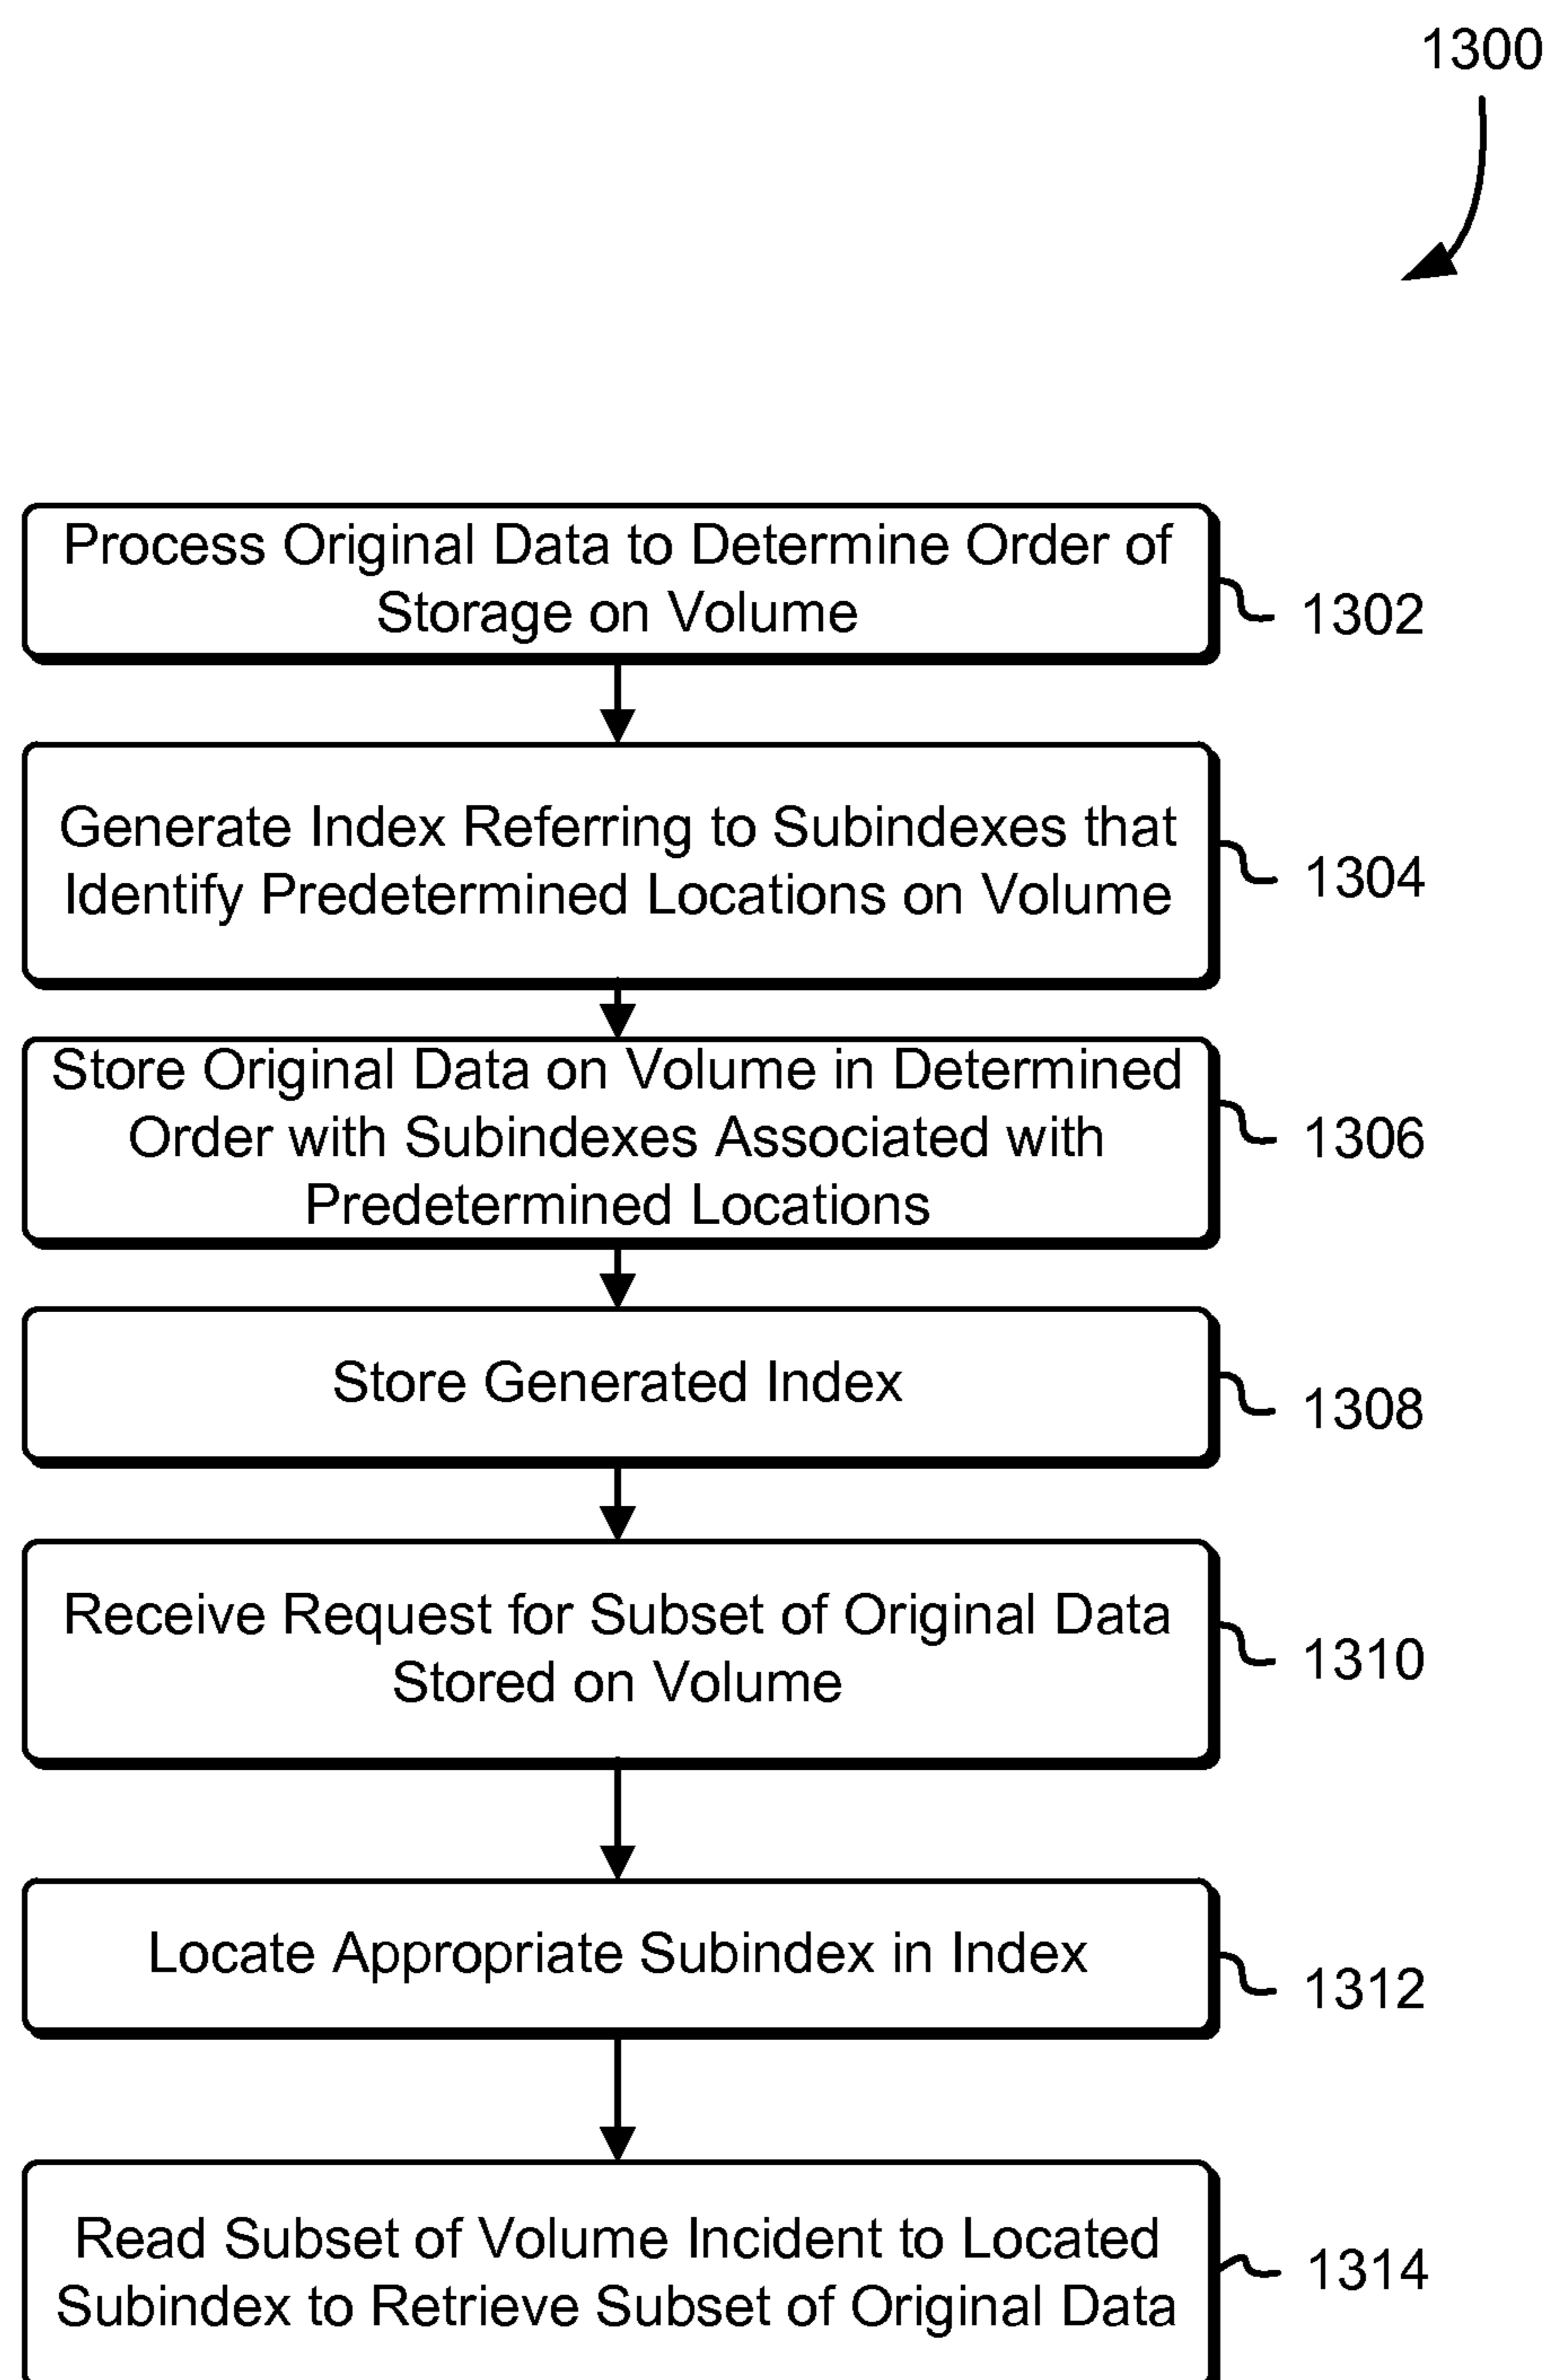 1300
Process Original Data to Determine Order of
Storage on Volume
1302
Generate Index Referring to Subindexes that
Identify Predetermined Locations on Volume
1304
Store Original Data on Volume in Determined
Order with Subindexes Associated with
Predetermined Locations
1306
Store Generated Index
1308
Receive Request for Subset of Original Data
Stored on Volume
1310
Locate Appropriate Subindex in Index
1312
Read Subset of Volume Incident to Located
Subindex to Retrieve Subset of Original Data
1314